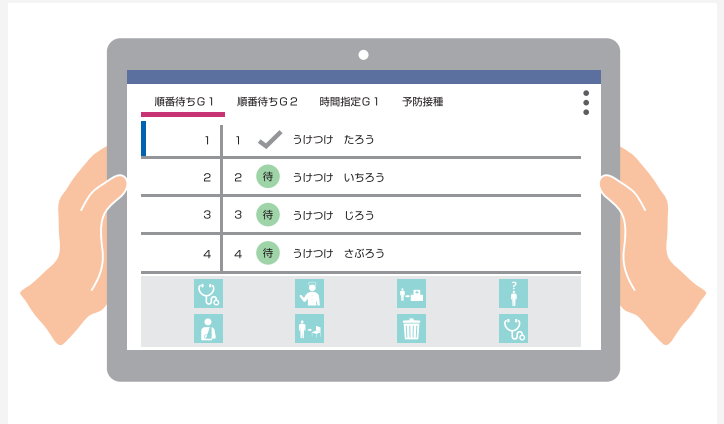 順番待ちG1 順番待ちG2 時間指定G1 予防接種
1 1 うけつけ たろう
2 2 待 うけつけ いちろう
3 3 待 うけつけ じろう
4 4 待 うけつけ さぶろう
?